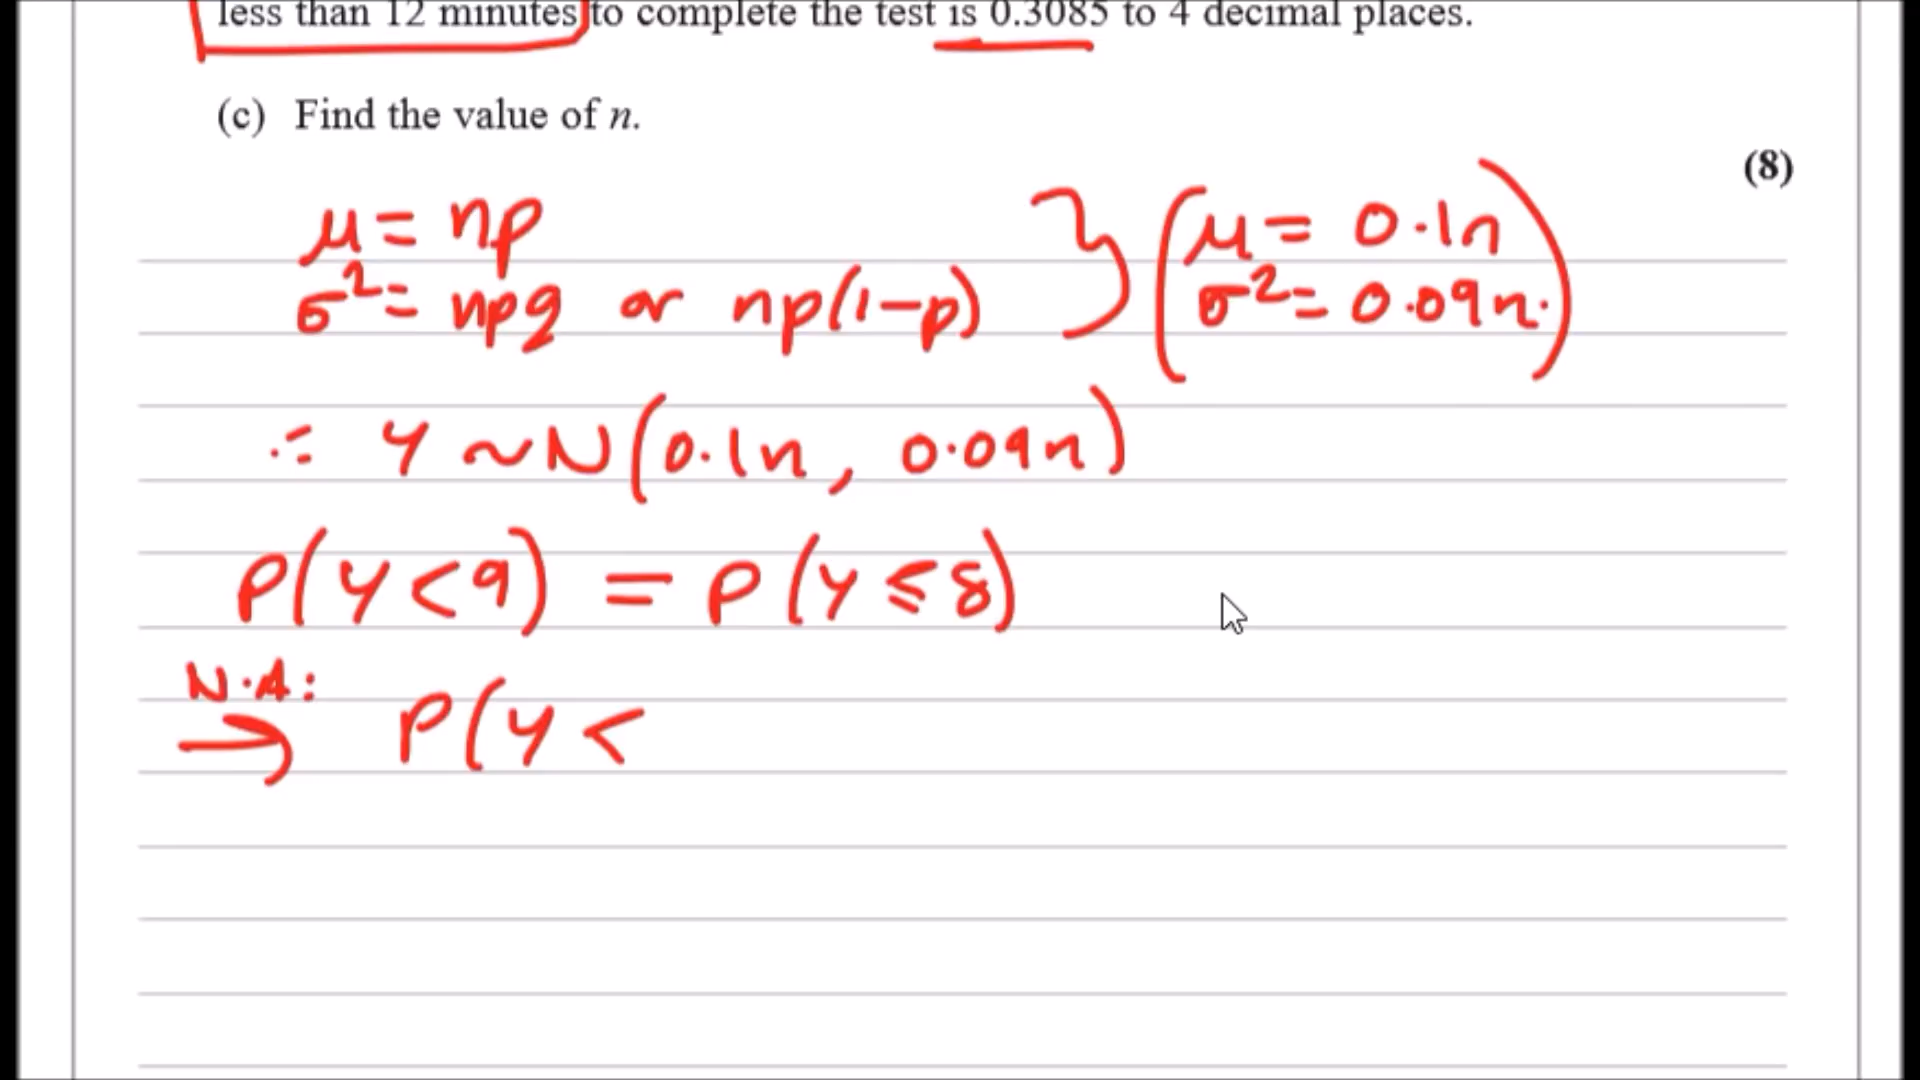 less than 12 minutes to complete the test is 0.3085 to 4 decimal places.
(c) Find the value of n.
(8)
μ = np
σ² = npq or np(1-p) } (μ = 0.1n
σ² = 0.09n.)
∴ Y ~ N(0.1n, 0.09n)
P(Y < 9) = P(Y ≤ 8)
N.A:
→ P(Y <